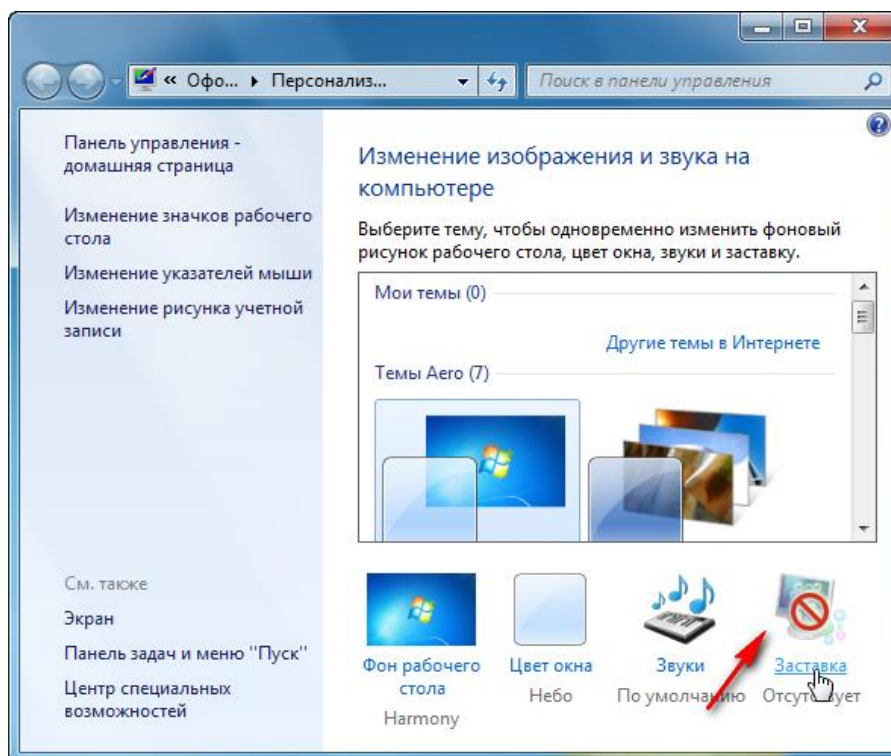 « Офо... Персонализ...
Поиск в панели управления
Панель управления -
домашняя страница
Изменение значков рабочего
стола
Изменение указателей мыши
Изменение рисунка учетной
записи
См. также
Экран
Панель задач и меню "Пуск"
Центр специальных
возможностей
Изменение изображения и звука на
компьютере
Выберите тему, чтобы одновременно изменить фоновый
рисунок рабочего стола, цвет окна, звуки и заставку.
Мои темы (0)
Другие темы в Интернете
Темы Aero (7)
Фон рабочего
стола
Harmony
Цвет окна
Небо
Звуки
По умолчанию
Заставка
Отсутствует